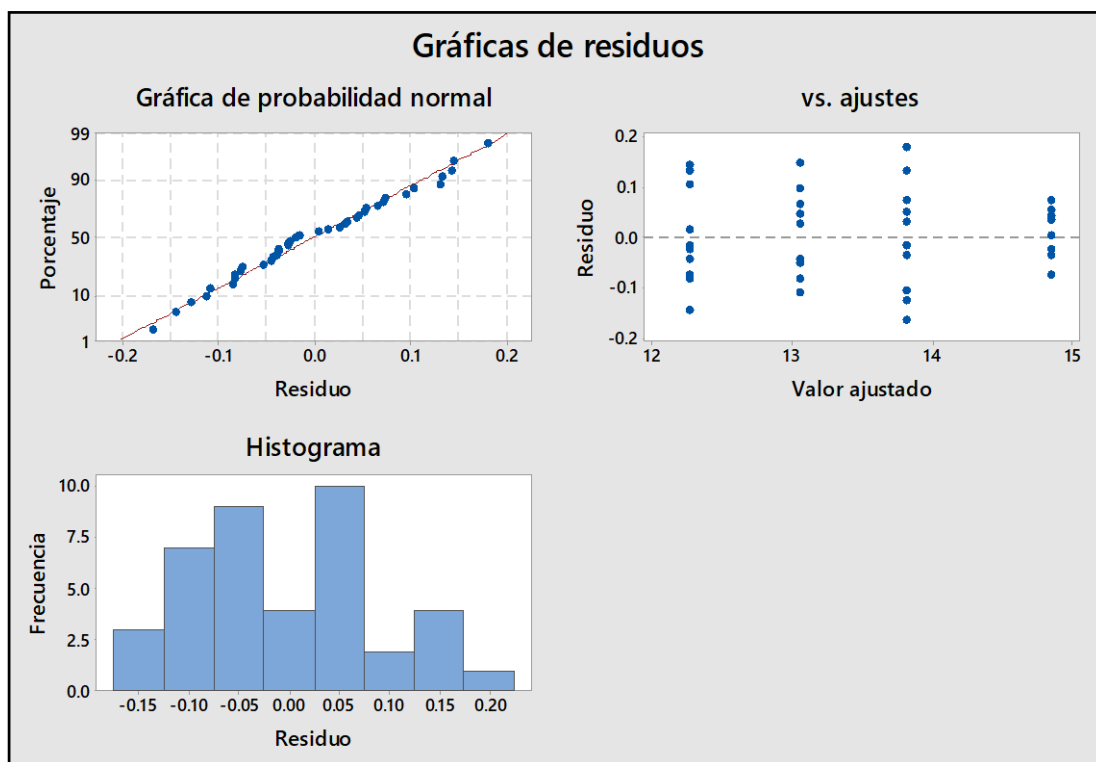 Gráficas de residuos
Gráfica de probabilidad normal
99
90
50
10
1
Porcentaje
-0.2 -0.1 0.0 0.1 0.2
Residuo
vs. ajustes
0.2
0.1
0.0
-0.1
-0.2
Residuo
12 13 14 15
Valor ajustado
Histograma
10.0
7.5
5.0
2.5
0.0
Frecuencia
-0.15 -0.10 -0.05 0.00 0.05 0.10 0.15 0.20
Residuo